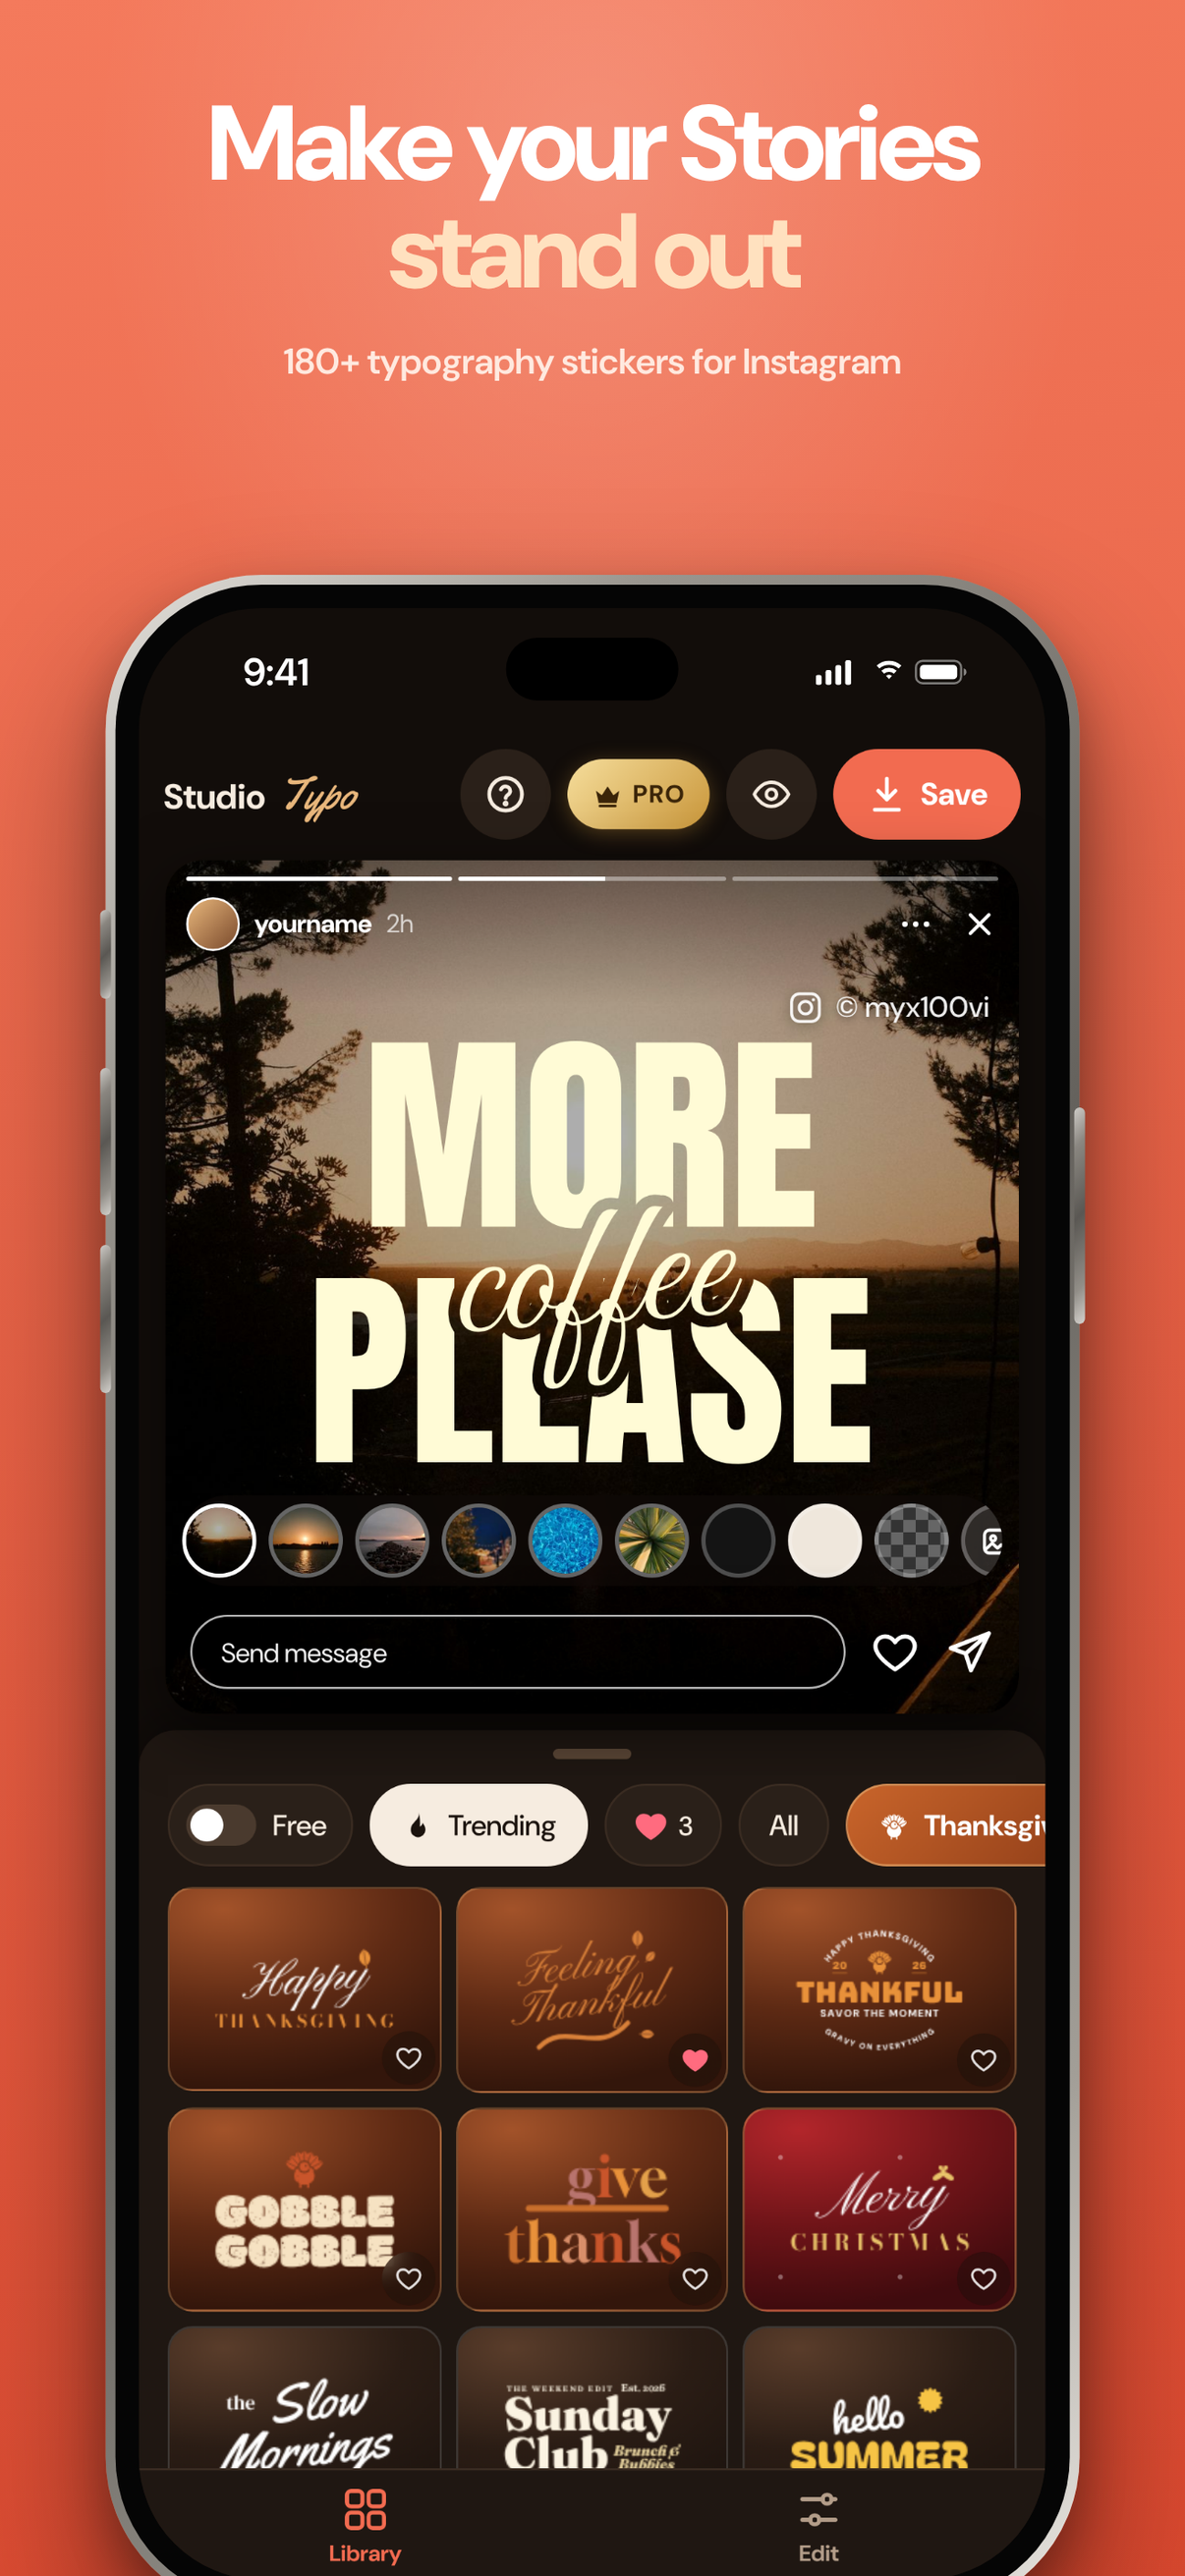 Make your Stories
stand out
180+ typography stickers for Instagram
9:41
Studio Typo
PRO
Save
yourname 2h
© myx100vi
MORE
coffee
PLEASE
Send message
Free
Trending
3
All
Thanksgiv
Happy
THANKSGIVING
Feeling
Thankful
HAPPY THANKSGIVING
20 26
THANKFUL
SAVOR THE MOMENT
GRAVY ON EVERYTHING
GOBBLE
GOBBLE
give
thanks
Merry
CHRISTMAS
the Slow
Mornings
THE WEEKEND EDIT Est. 2026
Sunday
Club Brunch &
Bubbles
hello
SUMMER
Library
Edit